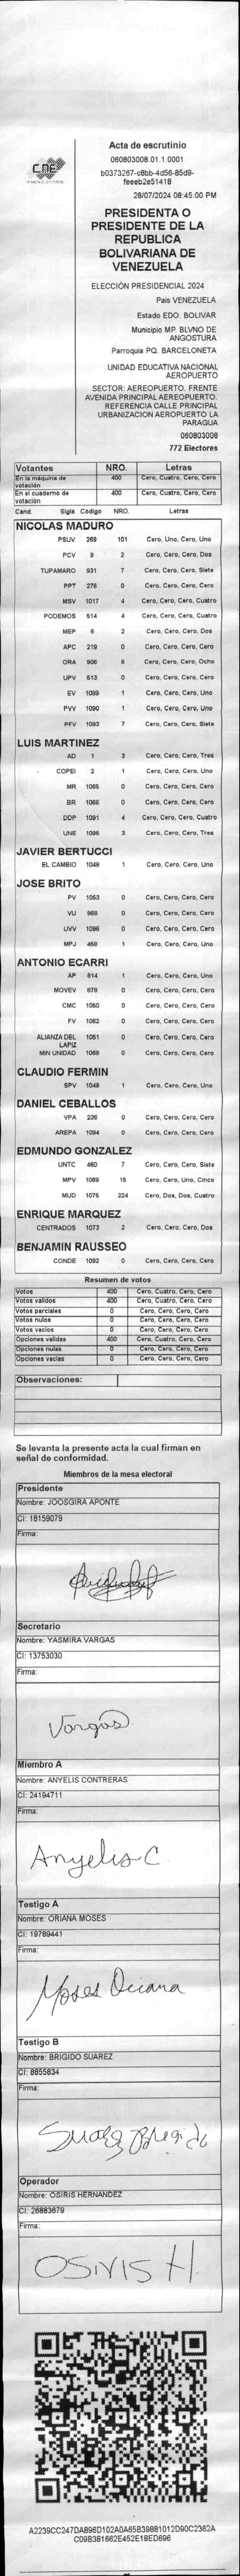 CNE
Acta de escrutinio
060803008.01.1.0001
b0373267-c8bb-4d56-85d9-
feeeb2e51418
28/07/2024 08:45:00 PM
PRESIDENTA O
PRESIDENTE DE LA
REPUBLICA
BOLIVARIANA DE
VENEZUELA
ELECCIÓN PRESIDENCIAL 2024
País VENEZUELA
Estado EDO. BOLIVAR
Municipio MP. BLVNO DE
ANGOSTURA
Parroquia PQ. BARCELONETA
UNIDAD EDUCATIVA NACIONAL
AEROPUERTO
SECTOR: AEREOPUERTO. FRENTE
AVENIDA PRINCIPAL AEREOPUERTO.
REFERENCIA CALLE PRINCIPAL
URBANIZACION AEROPUERTO LA
PARAGUA
060803008
772 Electores
Votantes NRO. Letras
En la máquina de votación 400 Cero, Cuatro, Cero, Cero
En el cuaderno de votación 400 Cero, Cuatro, Cero, Cero
Cand. Sigla Código NRO. Letras
NICOLAS MADURO
PSUV 269 101 Cero, Uno, Cero, Uno
PCV 9 2 Cero, Cero, Cero, Dos
TUPAMARO 931 7 Cero, Cero, Cero, Siete
PPT 276 0 Cero, Cero, Cero, Cero
MSV 1017 4 Cero, Cero, Cero, Cuatro
PODEMOS 514 4 Cero, Cero, Cero, Cuatro
MEP 6 2 Cero, Cero, Cero, Dos
APC 219 0 Cero, Cero, Cero, Cero
ORA 906 8 Cero, Cero, Cero, Ocho
UPV 513 0 Cero, Cero, Cero, Cero
EV 1089 1 Cero, Cero, Cero, Uno
PVV 1090 1 Cero, Cero, Cero, Uno
PFV 1093 7 Cero, Cero, Cero, Siete
LUIS MARTINEZ
AD 1 3 Cero, Cero, Cero, Tres
COPEI 2 1 Cero, Cero, Cero, Uno
MR 1065 0 Cero, Cero, Cero, Cero
BR 1066 0 Cero, Cero, Cero, Cero
DDP 1091 4 Cero, Cero, Cero, Cuatro
UNE 1095 3 Cero, Cero, Cero, Tres
JAVIER BERTUCCI
EL CAMBIO 1048 1 Cero, Cero, Cero, Uno
JOSE BRITO
PV 1053 0 Cero, Cero, Cero, Cero
VU 968 0 Cero, Cero, Cero, Cero
UVV 1096 0 Cero, Cero, Cero, Cero
MPJ 458 1 Cero, Cero, Cero, Uno
ANTONIO ECARRI
AP 814 1 Cero, Cero, Cero, Uno
MOVEV 878 0 Cero, Cero, Cero, Cero
CMC 1050 0 Cero, Cero, Cero, Cero
FV 1062 0 Cero, Cero, Cero, Cero
ALIANZA DEL LAPIZ 1051 0 Cero, Cero, Cero, Cero
MIN UNIDAD 1068 0 Cero, Cero, Cero, Cero
CLAUDIO FERMIN
SPV 1049 1 Cero, Cero, Cero, Uno
DANIEL CEBALLOS
VPA 236 0 Cero, Cero, Cero, Cero
AREPA 1094 0 Cero, Cero, Cero, Cero
EDMUNDO GONZALEZ
UNTC 460 7 Cero, Cero, Cero, Siete
MPV 1069 15 Cero, Cero, Uno, Cinco
MUD 1075 224 Cero, Dos, Dos, Cuatro
ENRIQUE MARQUEZ
CENTRADOS 1073 2 Cero, Cero, Cero, Dos
BENJAMIN RAUSSEO
CONDE 1092 0 Cero, Cero, Cero, Cero
Resumen de votos
Votos 400 Cero, Cuatro, Cero, Cero
Votos validos 400 Cero, Cuatro, Cero, Cero
Votos parciales 0 Cero, Cero, Cero, Cero
Votos nulos 0 Cero, Cero, Cero, Cero
Votos vacios 0 Cero, Cero, Cero, Cero
Opciones validas 400 Cero, Cuatro, Cero, Cero
Opciones nulas 0 Cero, Cero, Cero, Cero
Opciones vacias 0 Cero, Cero, Cero, Cero
Observaciones:
Se levanta la presente acta la cual firman en
señal de conformidad.
Miembros de la mesa electoral
Presidente
Nombre: JOOSGIRA APONTE
CI: 18159079
Firma:
Secretario
Nombre: YASMIRA VARGAS
CI: 13753030
Firma:
Vargas
Miembro A
Nombre: ANYELIS CONTRERAS
CI: 24194711
Firma:
Anyelis C.
Testigo A
Nombre: ORIANA MOSES
CI: 19789441
Firma:
Moses Oriana
Testigo B
Nombre: BRIGIDO SUAREZ
CI: 8855834
Firma:
Suarez Brigido
Operador
Nombre: OSIRIS HERNANDEZ
CI: 26883679
Firma:
OSIRIS H.
A2239CC247DA896D102A0A65B39881012D90C2362A
C09B381662E452E18ED696